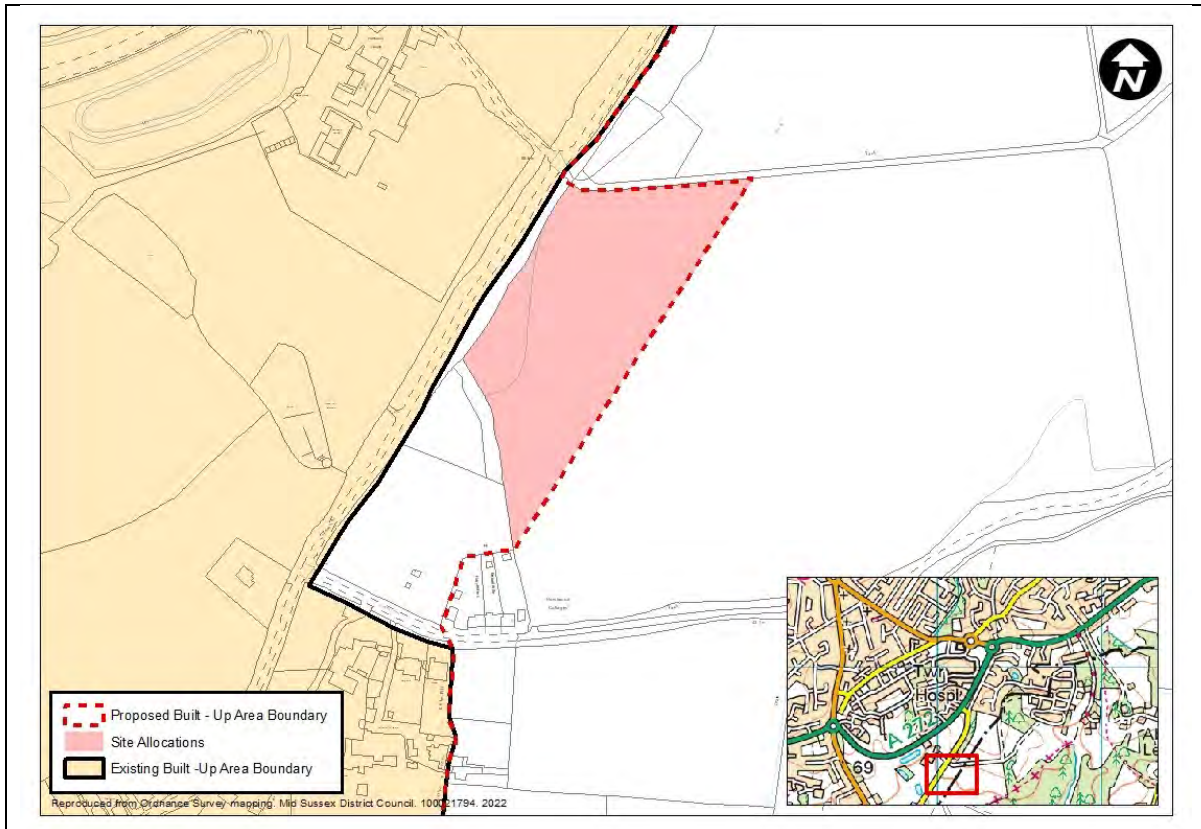 N
Track
Proposed Built - Up Area Boundary
Site Allocations
Existing Built -Up Area Boundary
Reproduced from Ordnance Survey mapping. Mid Sussex District Council. 100021794. 2022
Hospl
A 272
69